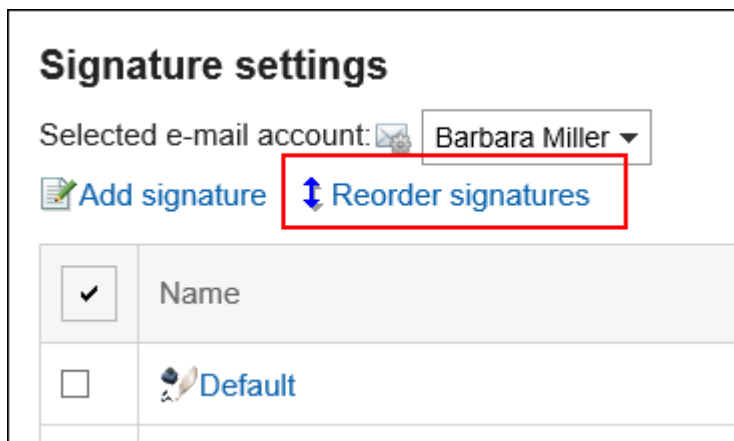 Signature settings
Selected e-mail account: Barbara Miller
Add signature Reorder signatures
Name
Default